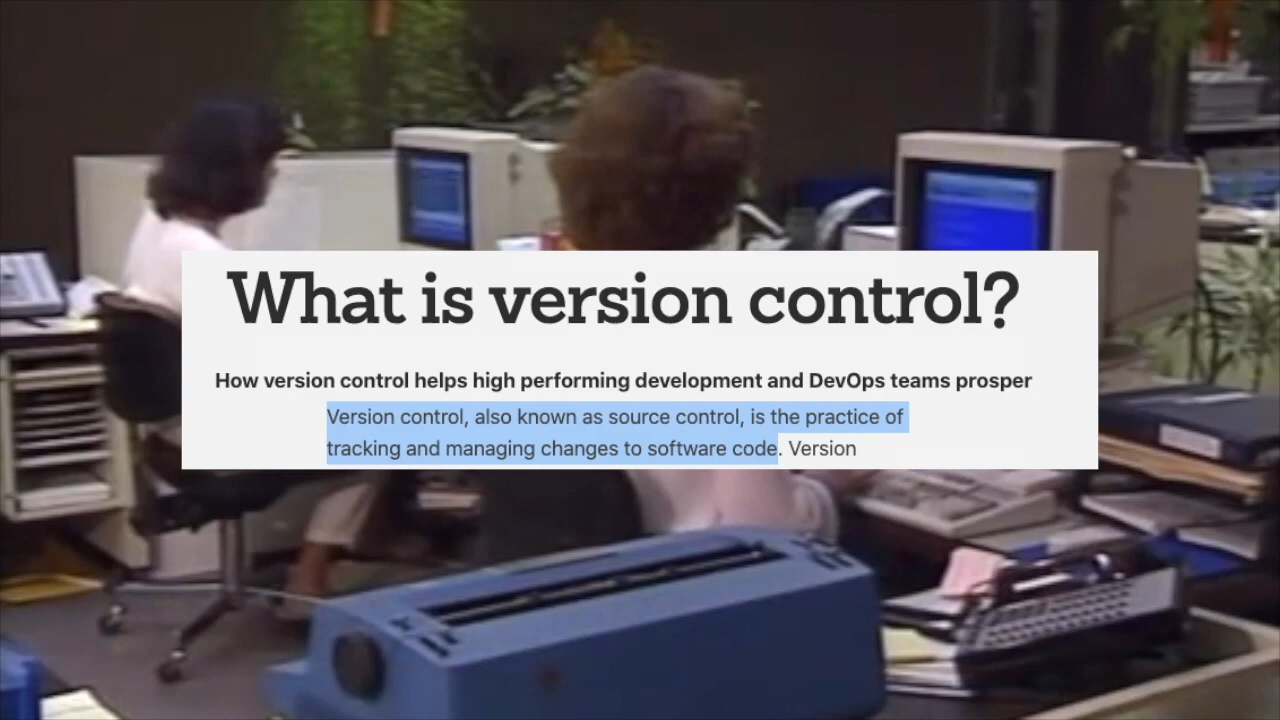 What is version control?
How version control helps high performing development and DevOps teams prosper
Version control, also known as source control, is the practice of
tracking and managing changes to software code. Version